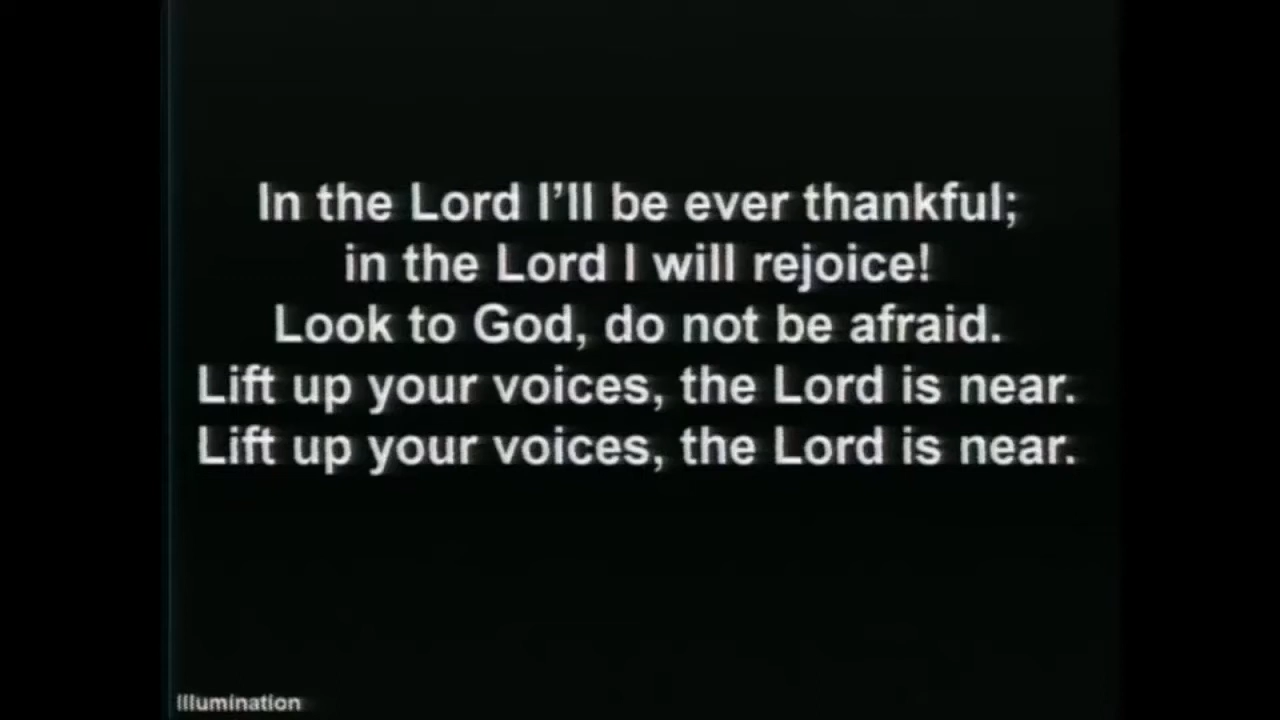 In the Lord I’ll be ever thankful;
in the Lord I will rejoice!
Look to God, do not be afraid.
Lift up your voices, the Lord is near.
Lift up your voices, the Lord is near.
Illumination